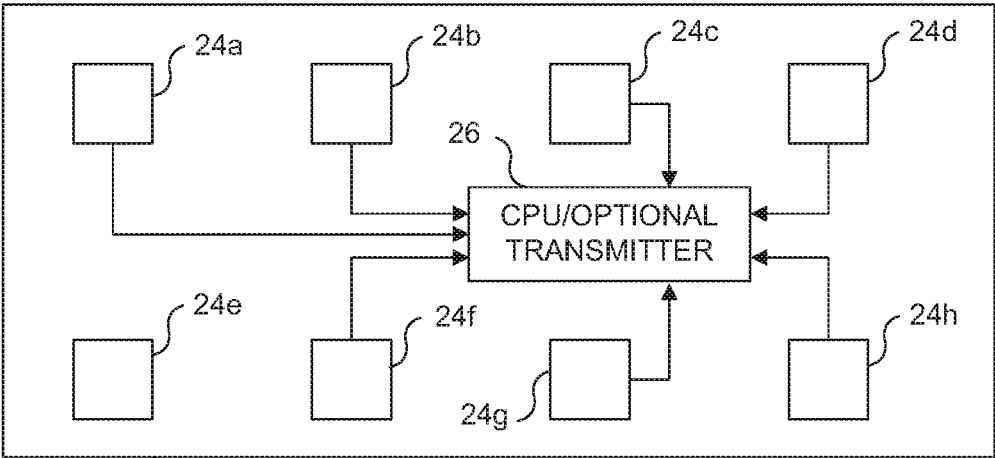 24a
24b
24c
24d
26
CPU/OPTIONAL
TRANSMITTER
24e
24f
24g
24h